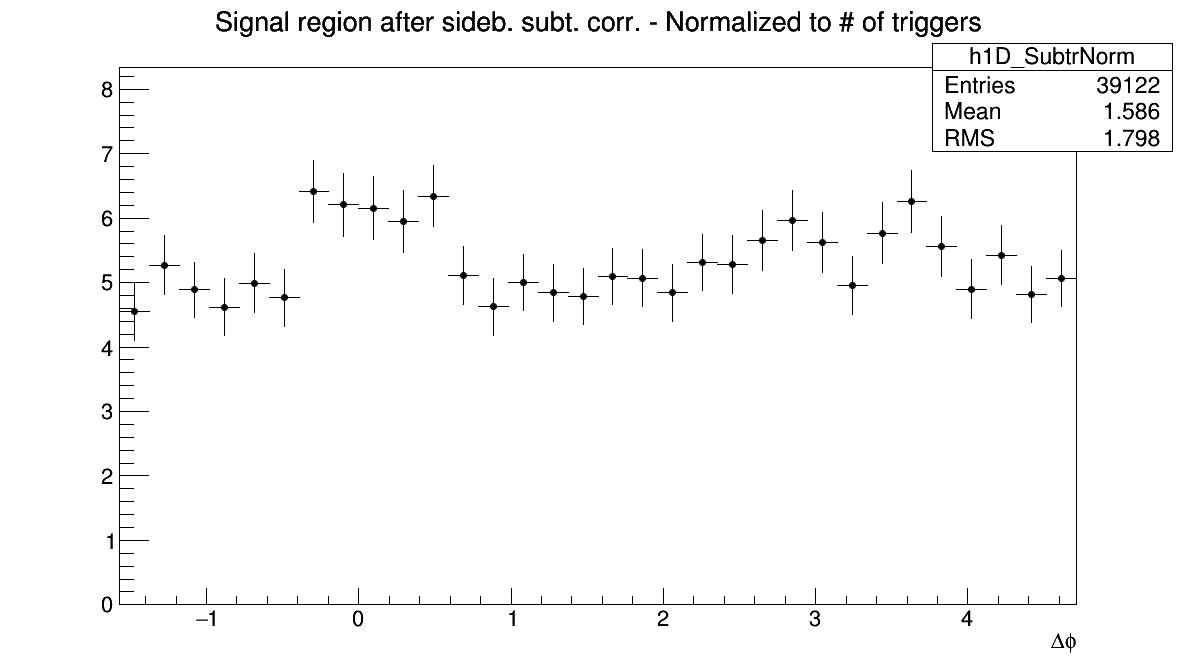 Signal region after sideb. subt. corr. - Normalized to # of triggers
h1D_SubtrNorm
Entries 39122
Mean 1.586
RMS 1.798
8
7
6
5
4
3
2
1
0
−1 0 1 2 3 4
Δϕ